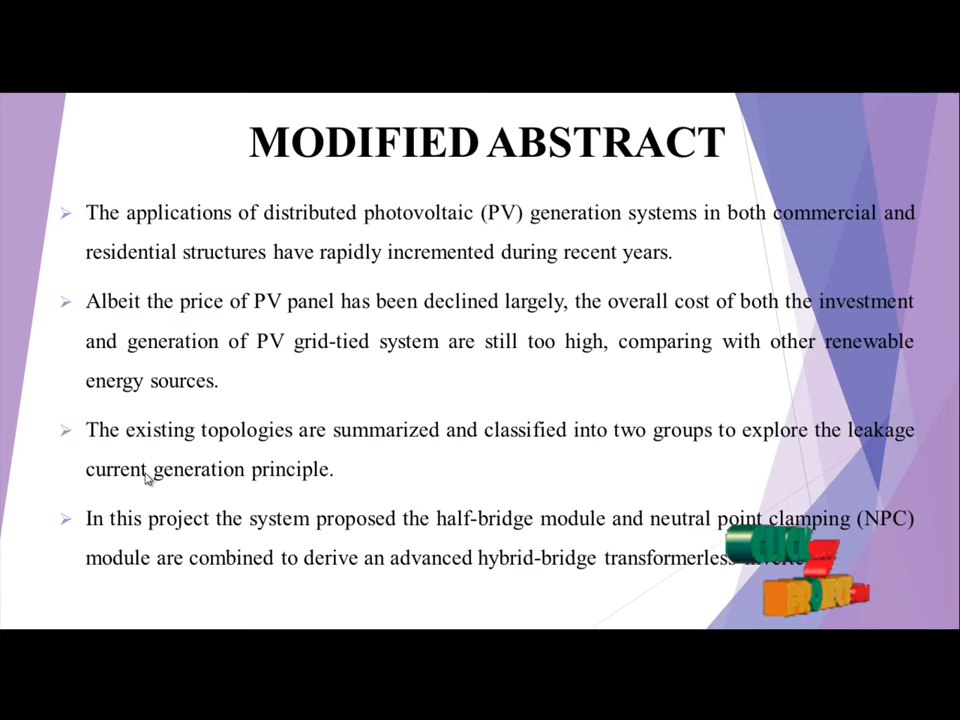 MODIFIED ABSTRACT
The applications of distributed photovoltaic (PV) generation systems in both commercial and
residential structures have rapidly incremented during recent years.
Albeit the price of PV panel has been declined largely, the overall cost of both the investment
and generation of PV grid-tied system are still too high, comparing with other renewable
energy sources.
The existing topologies are summarized and classified into two groups to explore the leakage
current generation principle.
In this project the system proposed the half-bridge module and neutral point clamping (NPC)
module are combined to derive an advanced hybrid-bridge transformerless
CLICK